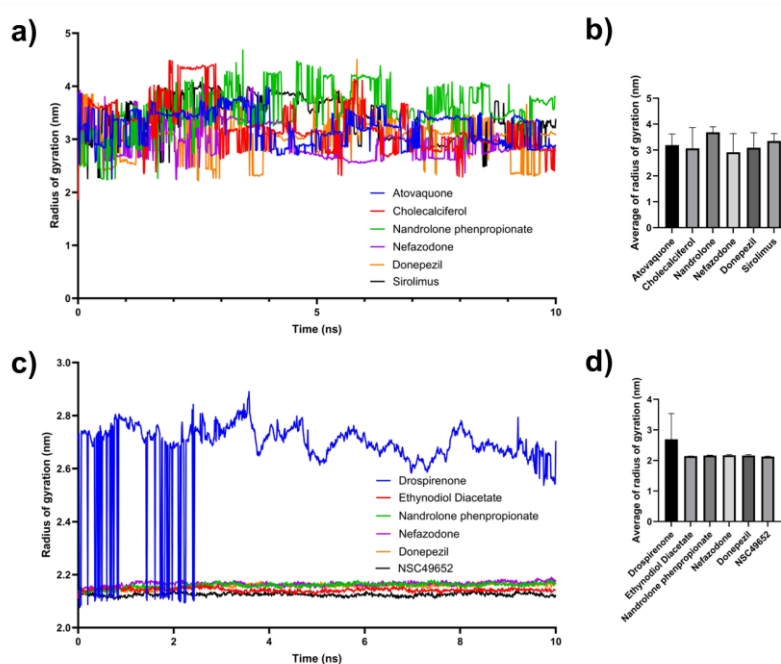 a)
Radius of gyration (nm)
5
4
3
2
1
0
0
5
10
Time (ns)
Atovaquone
Cholecalciferol
Nandrolone phenpropionate
Nefazodone
Donepezil
Sirolimus
b)
Average of radius of gyration (nm)
5
4
3
2
1
0
Atovaquone
Cholecalciferol
Nandrolone
Nefazodone
Donepezil
Sirolimus
c)
Radius of gyration (nm)
3.0
2.8
2.6
2.4
2.2
2.0
0
2
4
6
8
10
Time (ns)
Drospirenone
Ethynodiol Diacetate
Nandrolone phenpropionate
Nefazodone
Donepezil
NSC49652
d)
Average of radius of gyration (nm)
4
3
2
1
0
Drospirenone
Ethynodiol Diacetate
Nandrolone phenpropionate
Nefazodone
Donepezil
NSC49652